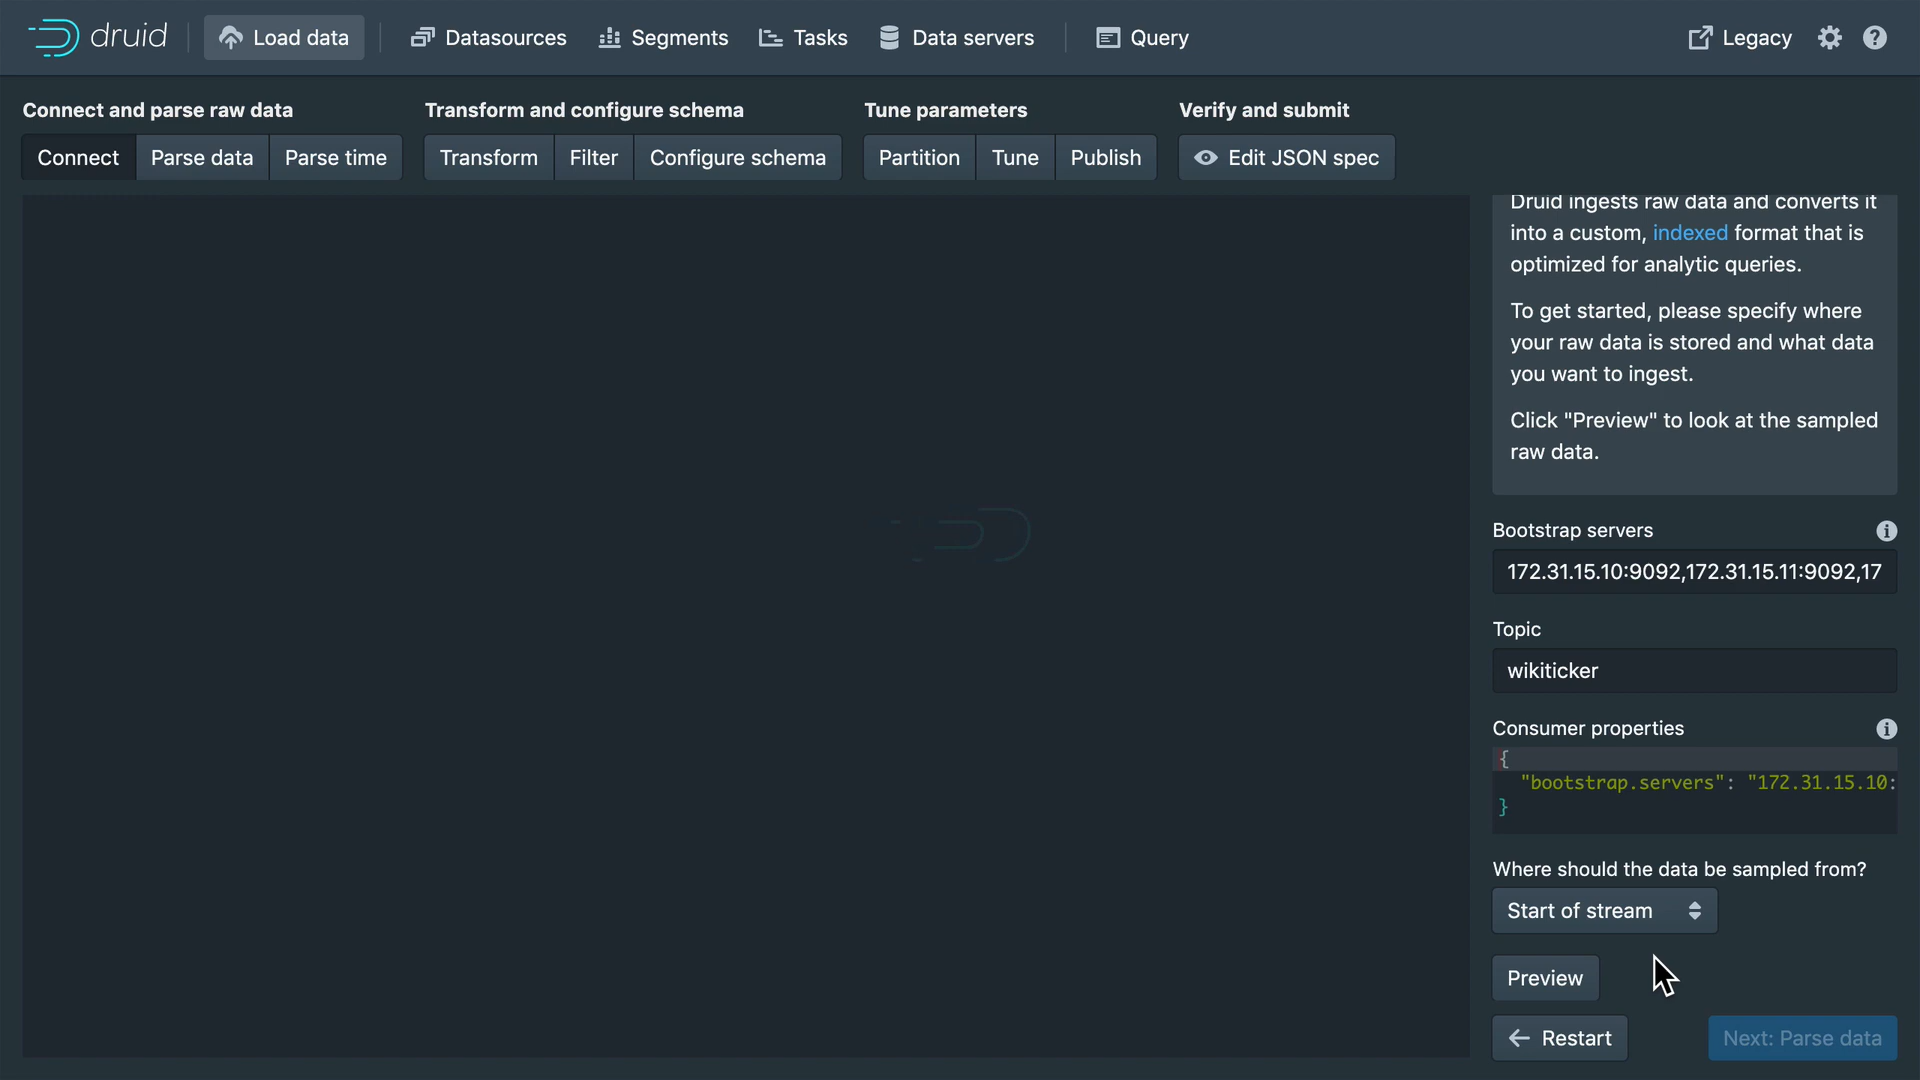 druid
Load data
Datasources
Segments
Tasks
Data servers
Query
Legacy
Connect and parse raw data
Transform and configure schema
Tune parameters
Verify and submit
Connect
Parse data
Parse time
Transform
Filter
Configure schema
Partition
Tune
Publish
Edit JSON spec
Druid ingests raw data and converts it
into a custom, indexed format that is
optimized for analytic queries.
To get started, please specify where
your raw data is stored and what data
you want to ingest.
Click "Preview" to look at the sampled
raw data.
Bootstrap servers
172.31.15.10:9092,172.31.15.11:9092,17
Topic
wikiticker
Consumer properties
{
"bootstrap.servers": "172.31.15.10:
}
Where should the data be sampled from?
Start of stream
Preview
Restart
Next: Parse data